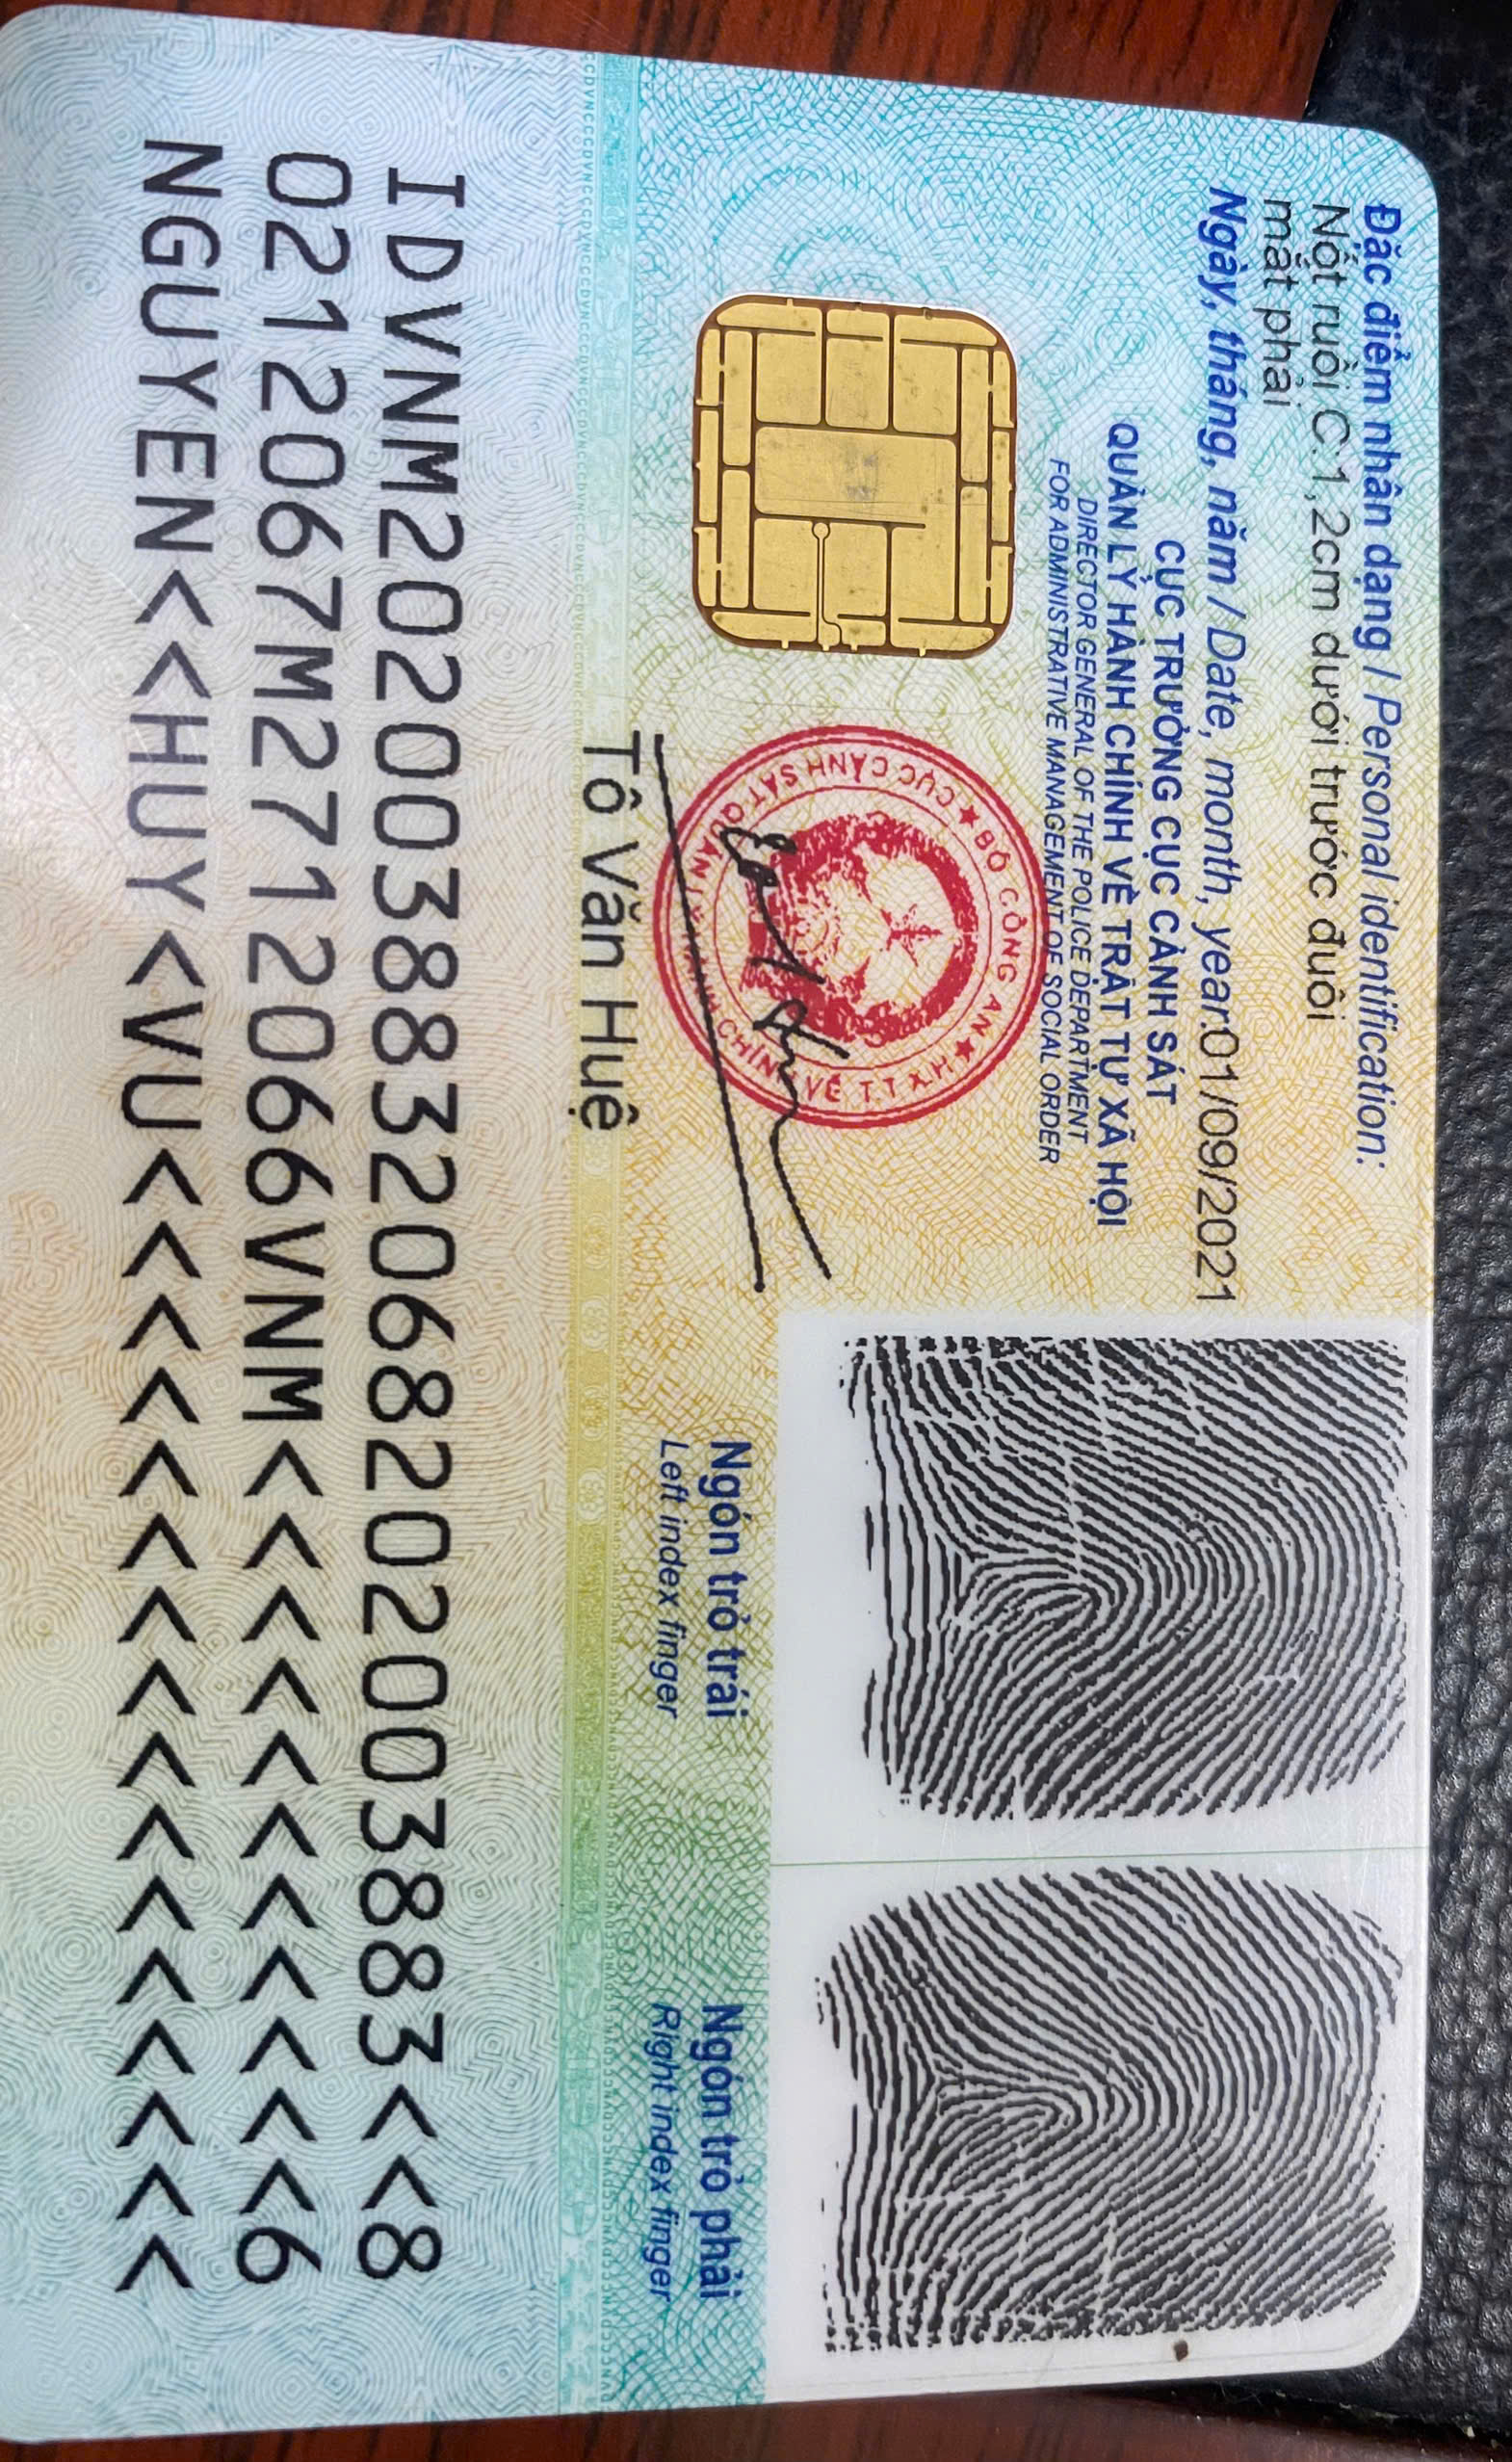 Đặc điểm nhân dạng / Personal identification:
Nốt ruồi C:1,2cm dưới trước đuôi
mắt phải
Ngày, tháng, năm / Date, month, year:01/09/2021
CỤC TRƯỞNG CỤC CẢNH SÁT
QUẢN LÝ HÀNH CHÍNH VỀ TRẬT TỰ XÃ HỘI
DIRECTOR GENERAL OF THE POLICE DEPARTMENT
FOR ADMINISTRATIVE MANAGEMENT OF SOCIAL ORDER
BỘ CÔNG AN
CỤC CẢNH SÁT QUẢN LÝ HÀNH CHÍNH VỀ T.T.X.H
Tô Văn Huệ
Ngón trỏ trái
Left index finger
Ngón trỏ phải
Right index finger
IDVNM2020038832068202003883<<8
0212067M2712066VNM<<<<<<<<<<<6
NGUYEN<<HUY<VU<<<<<<<<<<<<<<<<